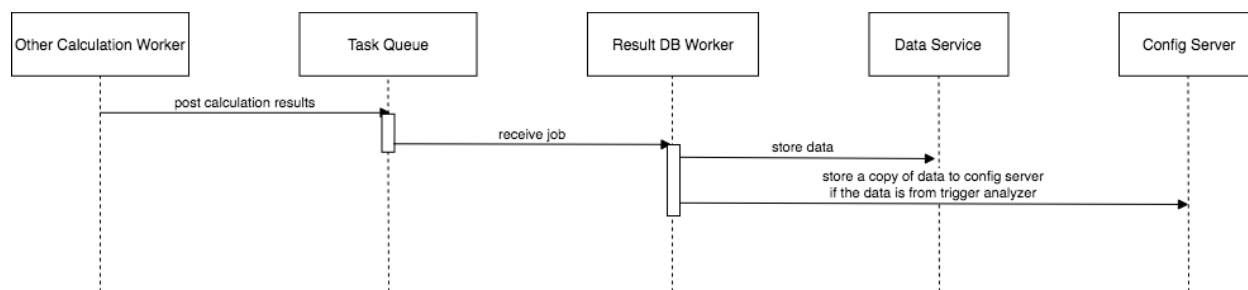 Other Calculation Worker
Task Queue
Result DB Worker
Data Service
Config Server
post calculation results
receive job
store data
store a copy of data to config server
if the data is from trigger analyzer